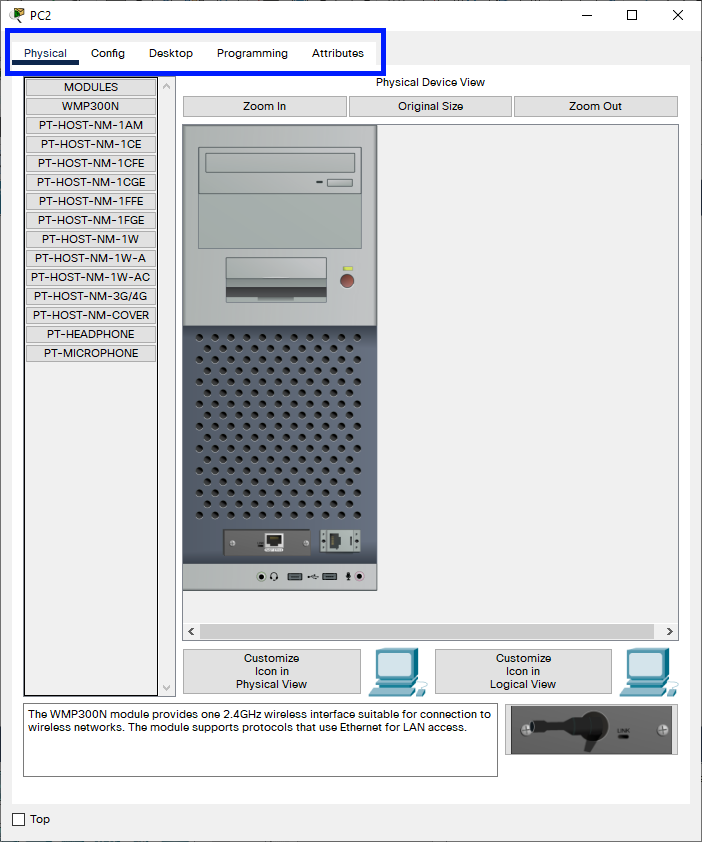 PC2
Physical Config Desktop Programming Attributes
MODULES
WMP300N
PT-HOST-NM-1AM
PT-HOST-NM-1CE
PT-HOST-NM-1CFE
PT-HOST-NM-1CGE
PT-HOST-NM-1FFE
PT-HOST-NM-1FGE
PT-HOST-NM-1W
PT-HOST-NM-1W-A
PT-HOST-NM-1W-AC
PT-HOST-NM-3G/4G
PT-HOST-NM-COVER
PT-HEADPHONE
PT-MICROPHONE
Physical Device View
Zoom In Original Size Zoom Out
Customize
Icon in
Physical View
Customize
Icon in
Logical View
The WMP300N module provides one 2.4GHz wireless interface suitable for connection to
wireless networks. The module supports protocols that use Ethernet for LAN access.
LINK
Top